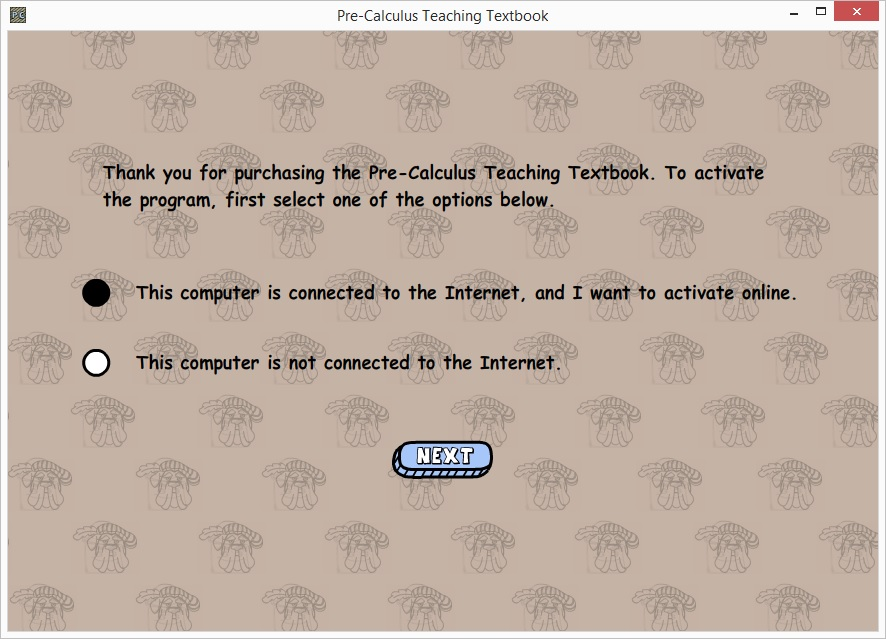 Pre-Calculus Teaching Textbook
Thank you for purchasing the Pre-Calculus Teaching Textbook. To activate
the program, first select one of the options below.
This computer is connected to the Internet, and I want to activate online.
This computer is not connected to the Internet.
NEXT